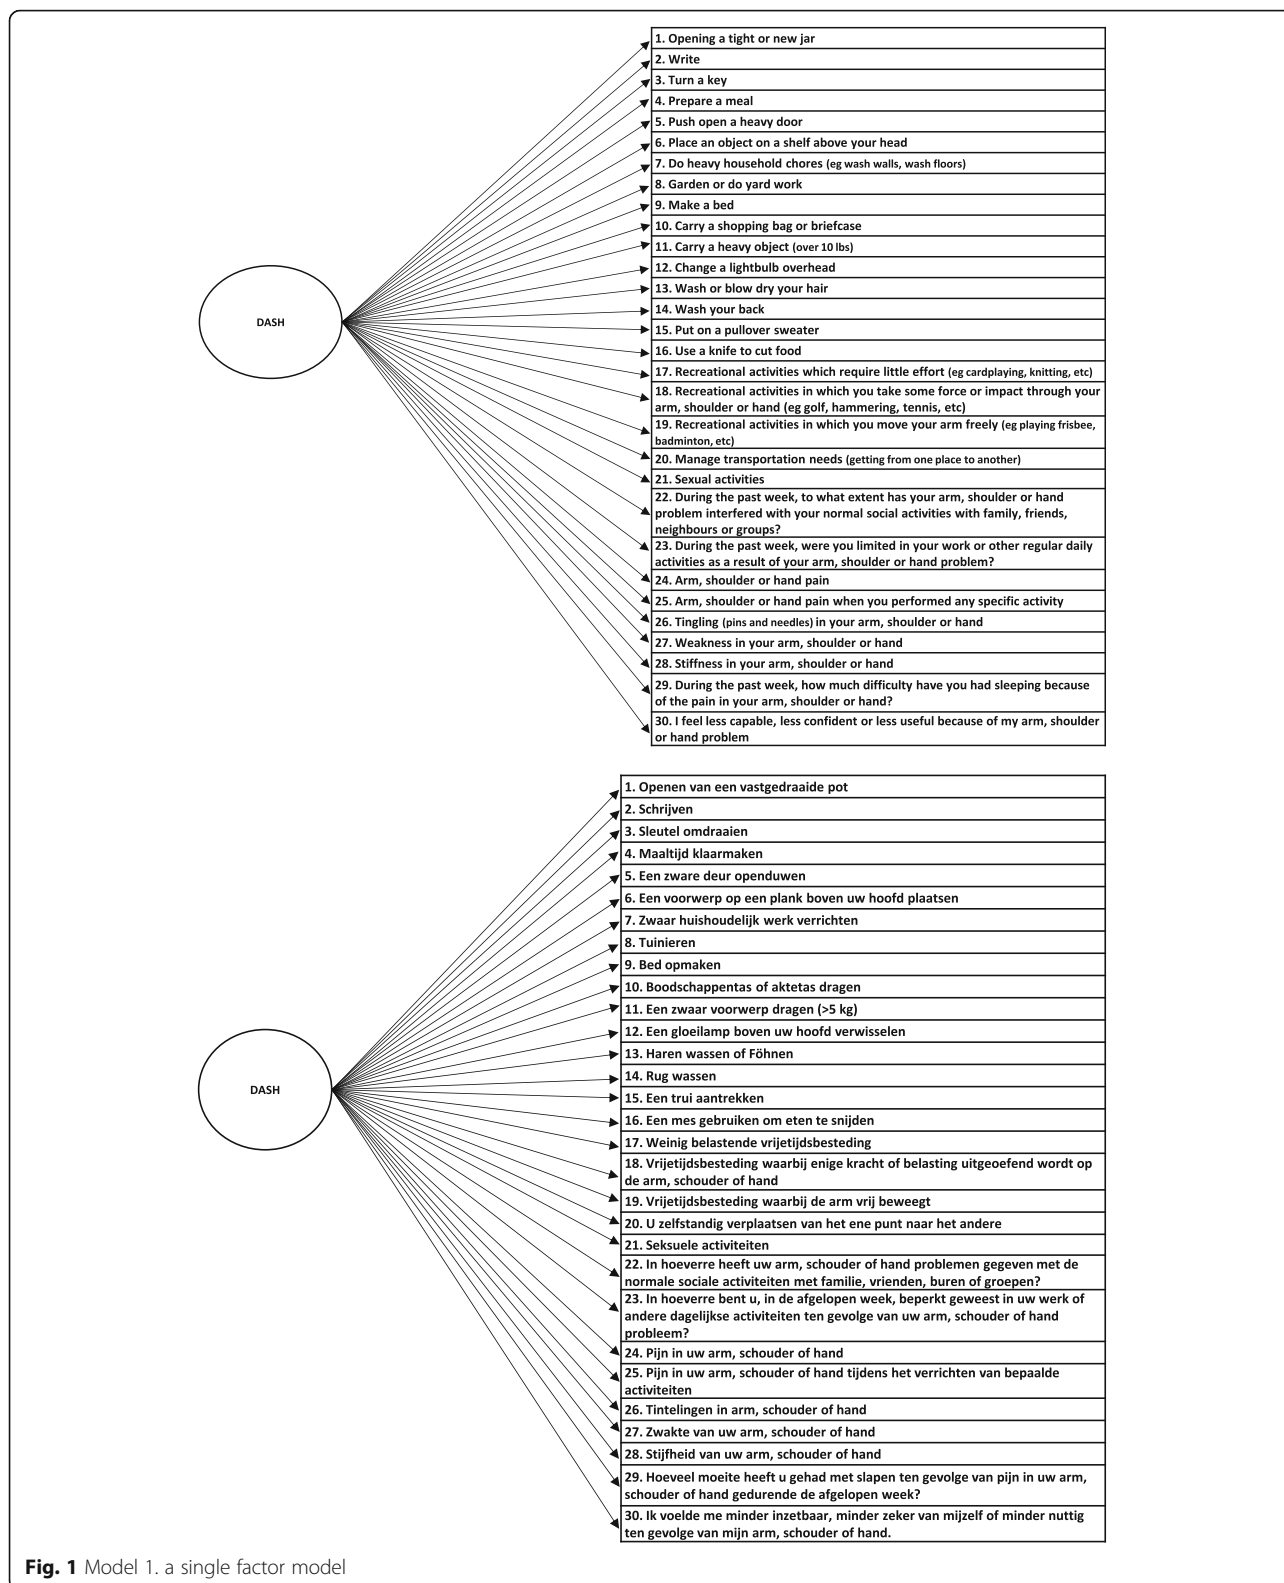 1. Opening a tight or new jar
2. Write
3. Turn a key
4. Prepare a meal
5. Push open a heavy door
6. Place an object on a shelf above your head
7. Do heavy household chores (eg wash walls, wash floors)
8. Garden or do yard work
9. Make a bed
10. Carry a shopping bag or briefcase
11. Carry a heavy object (over 10 lbs)
12. Change a lightbulb overhead
13. Wash or blow dry your hair
14. Wash your back
DASH
15. Put on a pullover sweater
16. Use a knife to cut food
17. Recreational activities which require little effort (eg cardplaying, knitting, etc)
18. Recreational activities in which you take some force or impact through your
arm, shoulder or hand (eg golf, hammering, tennis, etc)
19. Recreational activities in which you move your arm freely (eg playing frisbee,
badminton, etc)
20. Manage transportation needs (getting from one place to another)
21. Sexual activities
22. During the past week, to what extent has your arm, shoulder or hand
problem interfered with your normal social activities with family, friends,
neighbours or groups?
23. During the past week, were you limited in your work or other regular daily
activities as a result of your arm, shoulder or hand problem?
24. Arm, shoulder or hand pain
25. Arm, shoulder or hand pain when you performed any specific activity
26. Tingling (pins and needles) in your arm, shoulder or hand
27. Weakness in your arm, shoulder or hand
28. Stiffness in your arm, shoulder or hand
29. During the past week, how much difficulty have you had sleeping because
of the pain in your arm, shoulder or hand?
30. I feel less capable, less confident or less useful because of my arm, shoulder
or hand problem
1. Openen van een vastgedraaide pot
2. Schrijven
3. Sleutel omdraaien
4. Maaltijd klaarmaken
5. Een zware deur openduwen
6. Een voorwerp op een plank boven uw hoofd plaatsen
7. Zwaar huishoudelijk werk verrichten
8. Tuinieren
9. Bed opmaken
10. Boodschappentas of aktetas dragen
11. Een zwaar voorwerp dragen (>5 kg)
12. Een gloeilamp boven uw hoofd verwisselen
13. Haren wassen of Föhnen
14. Rug wassen
DASH
15. Een trui aantrekken
16. Een mes gebruiken om eten te snijden
17. Weinig belastende vrijetijdsbesteding
18. Vrijetijdsbesteding waarbij enige kracht of belasting uitgeoefend wordt op
de arm, schouder of hand
19. Vrijetijdsbesteding waarbij de arm vrij beweegt
20. U zelfstandig verplaatsen van het ene punt naar het andere
21. Seksuele activiteiten
22. In hoeverre heeft uw arm, schouder of hand problemen gegeven met de
normale sociale activiteiten met familie, vrienden, buren of groepen?
23. In hoeverre bent u, in de afgelopen week, beperkt geweest in uw werk of
andere dagelijkse activiteiten ten gevolge van uw arm, schouder of hand
probleem?
24. Pijn in uw arm, schouder of hand
25. Pijn in uw arm, schouder of hand tijdens het verrichten van bepaalde
activiteiten
26. Tintelingen in arm, schouder of hand
27. Zwakte van uw arm, schouder of hand
28. Stijfheid van uw arm, schouder of hand
29. Hoeveel moeite heeft u gehad met slapen ten gevolge van pijn in uw arm,
schouder of hand gedurende de afgelopen week?
30. Ik voelde me minder inzetbaar, minder zeker van mijzelf of minder nuttig
ten gevolge van mijn arm, schouder of hand.
Fig. 1 Model 1. a single factor model